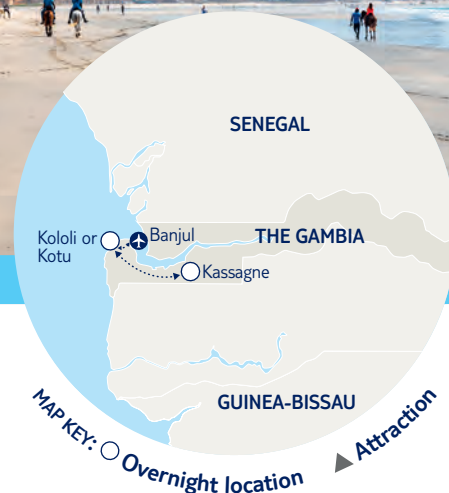 SENEGAL
Kololi or
Kotu
Banjul
THE GAMBIA
Kassagne
GUINEA-BISSAU
MAP KEY: Overnight location
Attraction